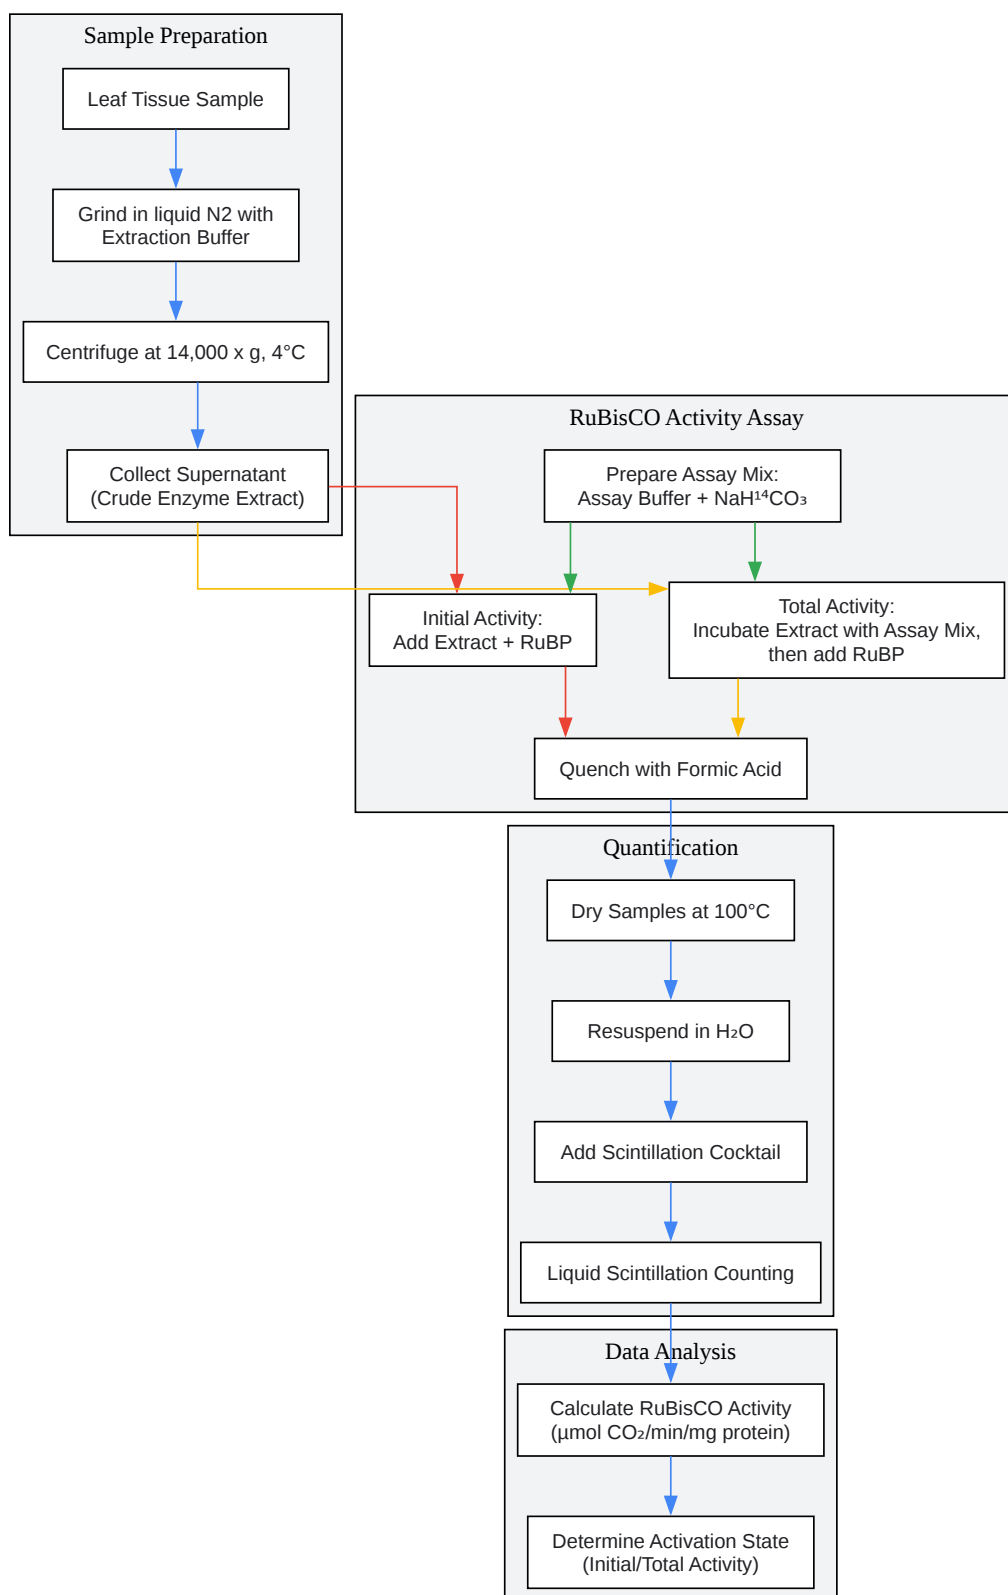 Sample Preparation
Leaf Tissue Sample
Grind in liquid N2 with
Extraction Buffer
Centrifuge at 14,000 x g, 4°C
Collect Supernatant
(Crude Enzyme Extract)
RuBisCO Activity Assay
Prepare Assay Mix:
Assay Buffer + NaH¹⁴CO₃
Initial Activity:
Add Extract + RuBP
Total Activity:
Incubate Extract with Assay Mix,
then add RuBP
Quench with Formic Acid
Quantification
Dry Samples at 100°C
Resuspend in H₂O
Add Scintillation Cocktail
Liquid Scintillation Counting
Data Analysis
Calculate RuBisCO Activity
(µmol CO₂/min/mg protein)
Determine Activation State
(Initial/Total Activity)